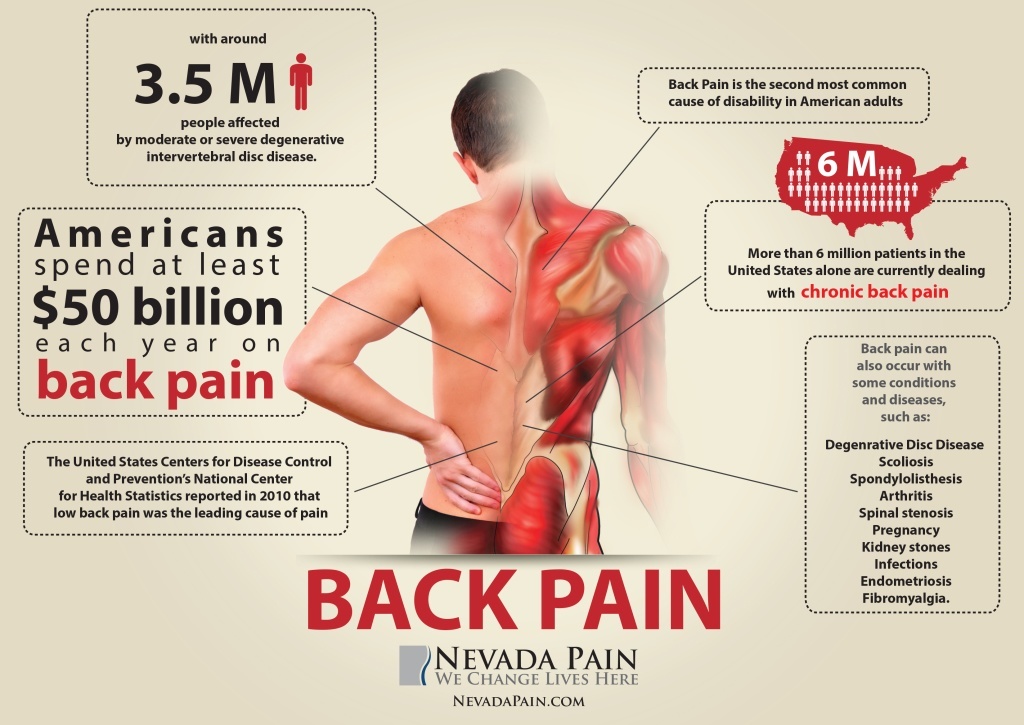 with around
3.5 M
people affected
by moderate or severe degenerative
intervertebral disc disease.
Back Pain is the second most common
cause of disability in American adults
6 M
More than 6 million patients in the
United States alone are currently dealing
with chronic back pain
Americans
spend at least
$50 billion
each year on
back pain
The United States Centers for Disease Control
and Prevention's National Center
for Health Statistics reported in 2010 that
low back pain was the leading cause of pain
Back pain can
also occur with
some conditions
and diseases,
such as:
Degenrative Disc Disease
Scoliosis
Spondylolisthesis
Arthritis
Spinal stenosis
Pregnancy
Kidney stones
Infections
Endometriosis
Fibromyalgia.
BACK PAIN
NEVADA PAIN
WE CHANGE LIVES HERE
NEVADAPAIN.COM